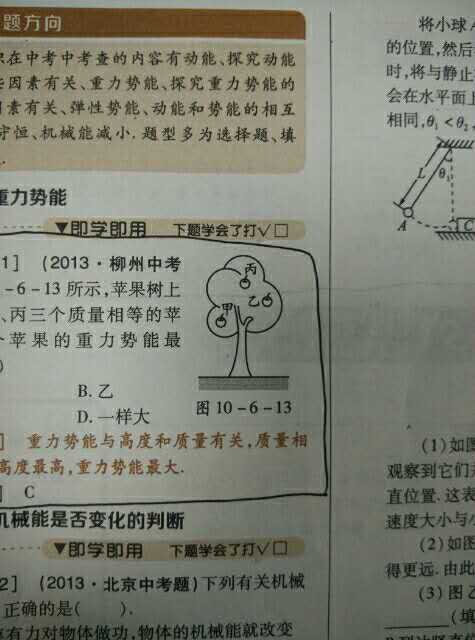 题方向
在中考中考查的内容有动能、探究动能
因素有关、重力势能、探究重力势能的
因素有关、弹性势能、动能和势能的相互
守恒、机械能减小. 题型多为选择题、填
重力势能
▼即学即用 下题学会了打√□
1] (2013·柳州中考
-6-13 所示,苹果树上
、丙三个质量相等的苹
个苹果的重力势能最
)
B. 乙
D. 一样大
丙
乙
甲
图 10-6-13
] 重力势能与高度和质量有关,质量相
高度最高,重力势能最大.
] C
机械能是否变化的判断
▼即学即用 下题学会了打√□
2] (2013·北京中考题)下列有关机械
正确的是( ).
有力对物体做功,物体的机械能就改变
将小球 A
的位置,然后
时,将与静止
会在水平面上
相同,θ₁<θ₂,
L
θ₁
A
C
(1)如图
观察到它们
直位置. 这表
速度大小与小
(2)如图
得更远. 由此
(3)图乙
(填